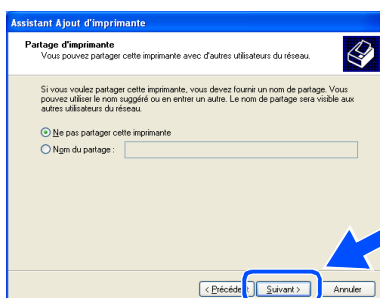 Assistant Ajout d'imprimante
Partage d'imprimante
Vous pouvez partager cette imprimante avec d'autres utilisateurs du réseau.
Si vous voulez partager cette imprimante, vous devez fournir un nom de partage. Vous
pouvez utiliser le nom suggéré ou en entrer un autre. Le nom de partage sera visible aux
autres utilisateurs du réseau.
Ne pas partager cette imprimante
Nom du partage :
< Précédent Suivant > Annuler